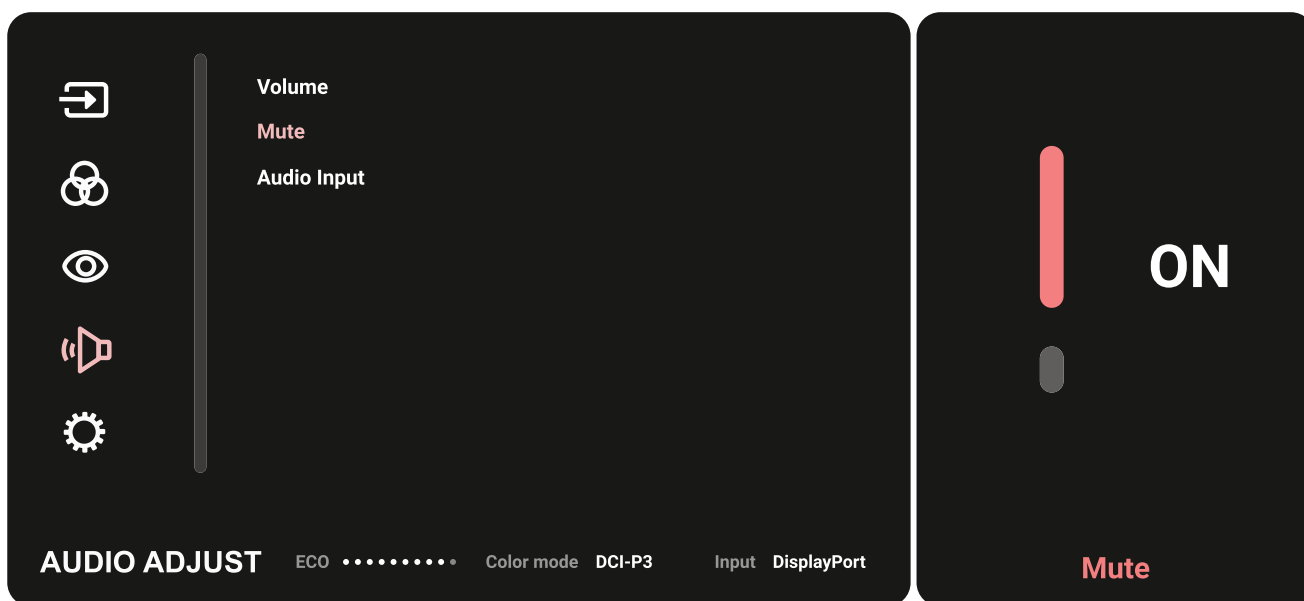 Volume
Mute
Audio Input
ON
AUDIO ADJUST ECO Color mode DCI-P3 Input DisplayPort
Mute